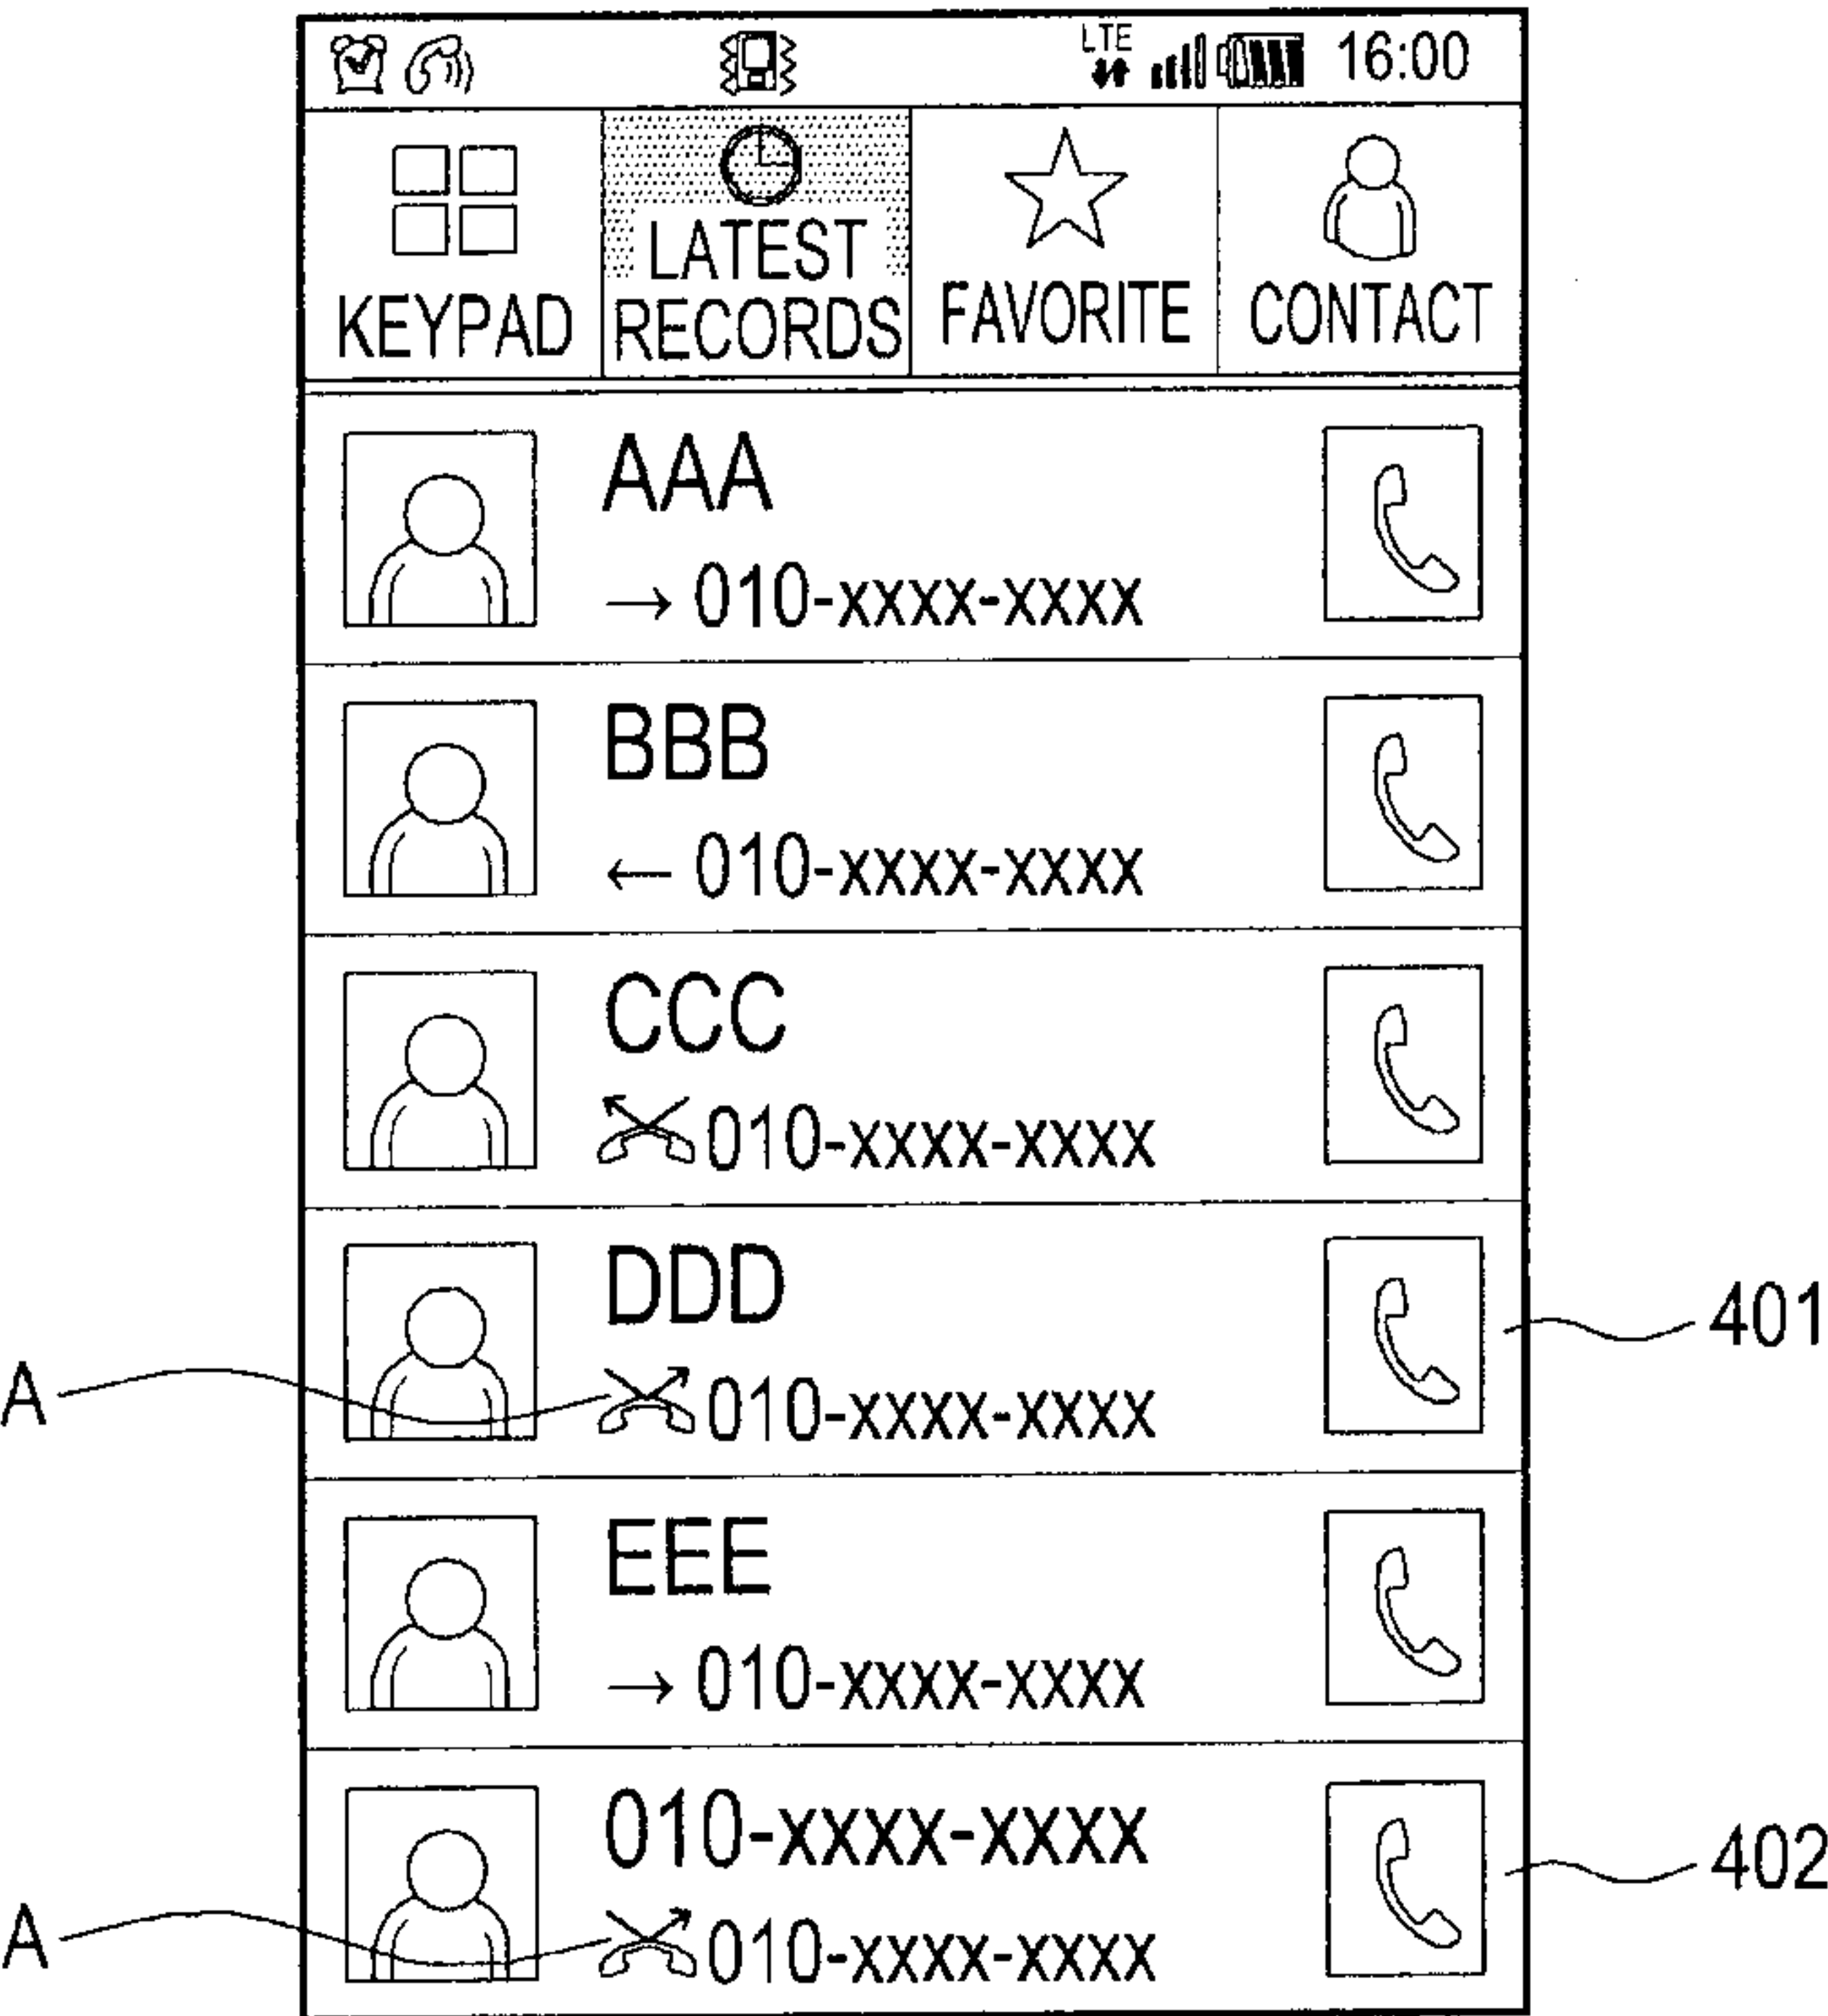 LTE
16:00
KEYPAD
LATEST
RECORDS
FAVORITE
CONTACT
AAA
→ 010-xxxx-xxxx
BBB
← 010-xxxx-xxxx
CCC
010-xxxx-xxxx
DDD
401
A
010-xxxx-xxxx
EEE
→ 010-xxxx-xxxx
010-xxxx-xxxx
402
A
010-xxxx-xxxx